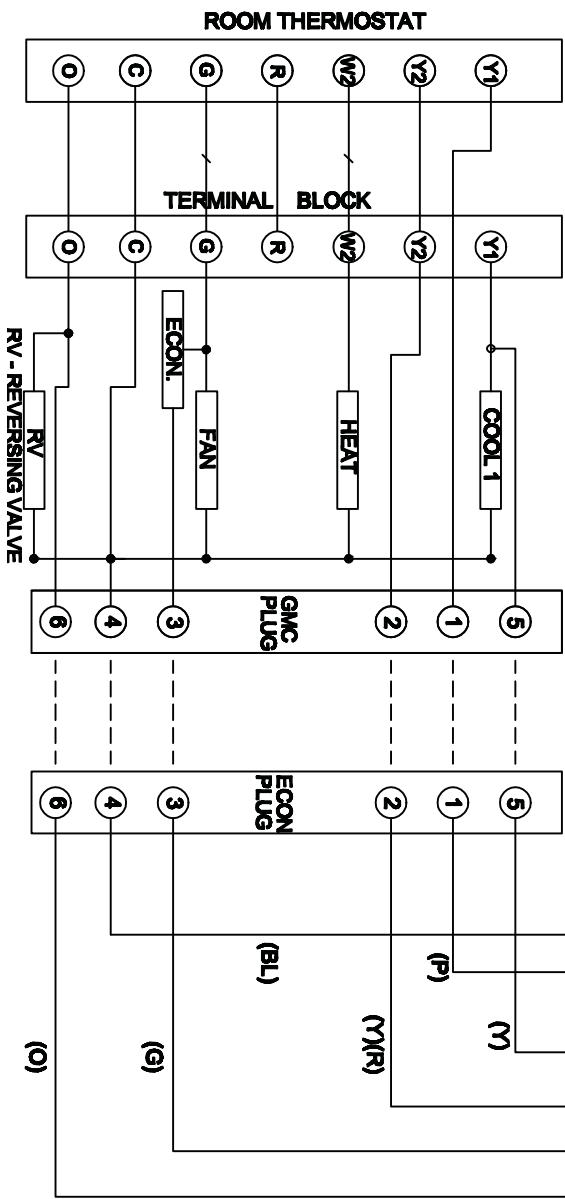 ROOM THERMOSTAT
O C G R W2 Y2 Y1
TERMINAL BLOCK
O C G R W2 Y2 Y1
ECON.
RV
FAN
HEAT
COOL 1
RV - REVERSING VALVE
GMC
PLUG
6 4 3 2 1 5
ECON
PLUG
6 4 3 2 1 5
(BL)
(P)
(Y)
(Y)(R)
(G)
(O)